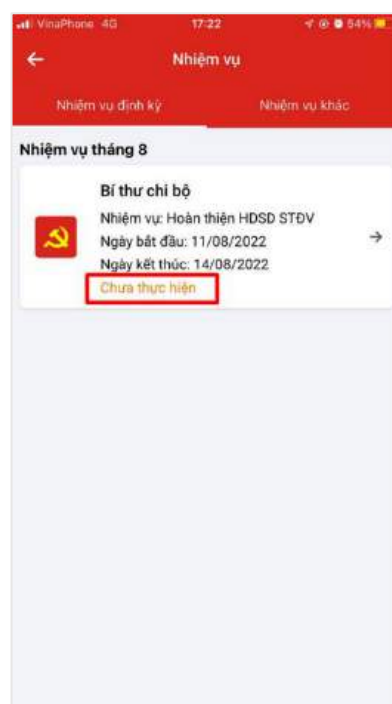 VinaPhone 4G 17:22 54%
Nhiệm vụ
Nhiệm vụ định kỳ Nhiệm vụ khác
Nhiệm vụ tháng 8
Bí thư chi bộ
Nhiệm vụ: Hoàn thiện HDSD STĐV
Ngày bắt đầu: 11/08/2022
Ngày kết thúc: 14/08/2022
Chưa thực hiện